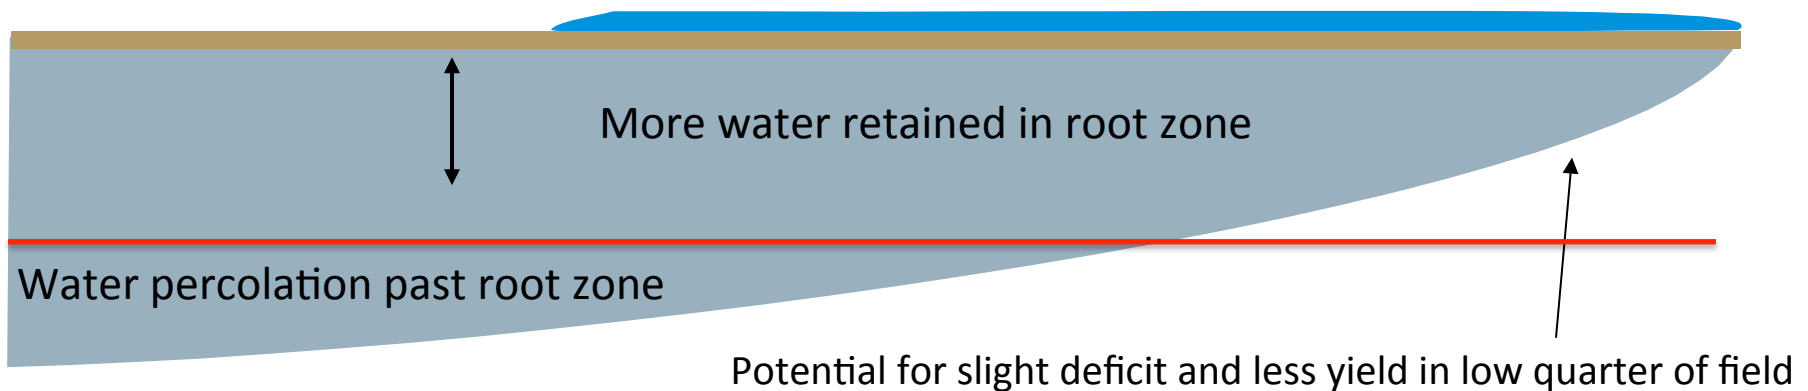 More water retained in root zone
Water percolation past root zone
Potential for slight deficit and less yield in low quarter of field